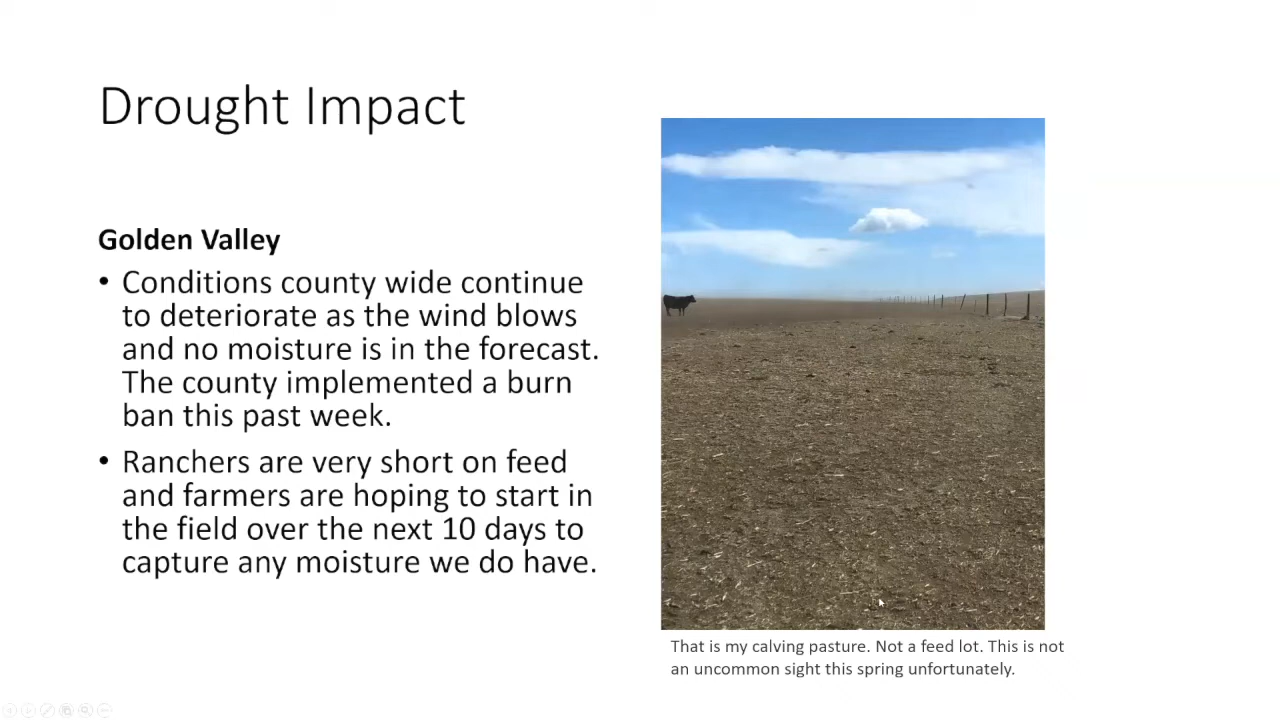 Drought Impact
Golden Valley
• Conditions county wide continue
to deteriorate as the wind blows
and no moisture is in the forecast.
The county implemented a burn
ban this past week.
• Ranchers are very short on feed
and farmers are hoping to start in
the field over the next 10 days to
capture any moisture we do have.
That is my calving pasture. Not a feed lot. This is not
an uncommon sight this spring unfortunately.